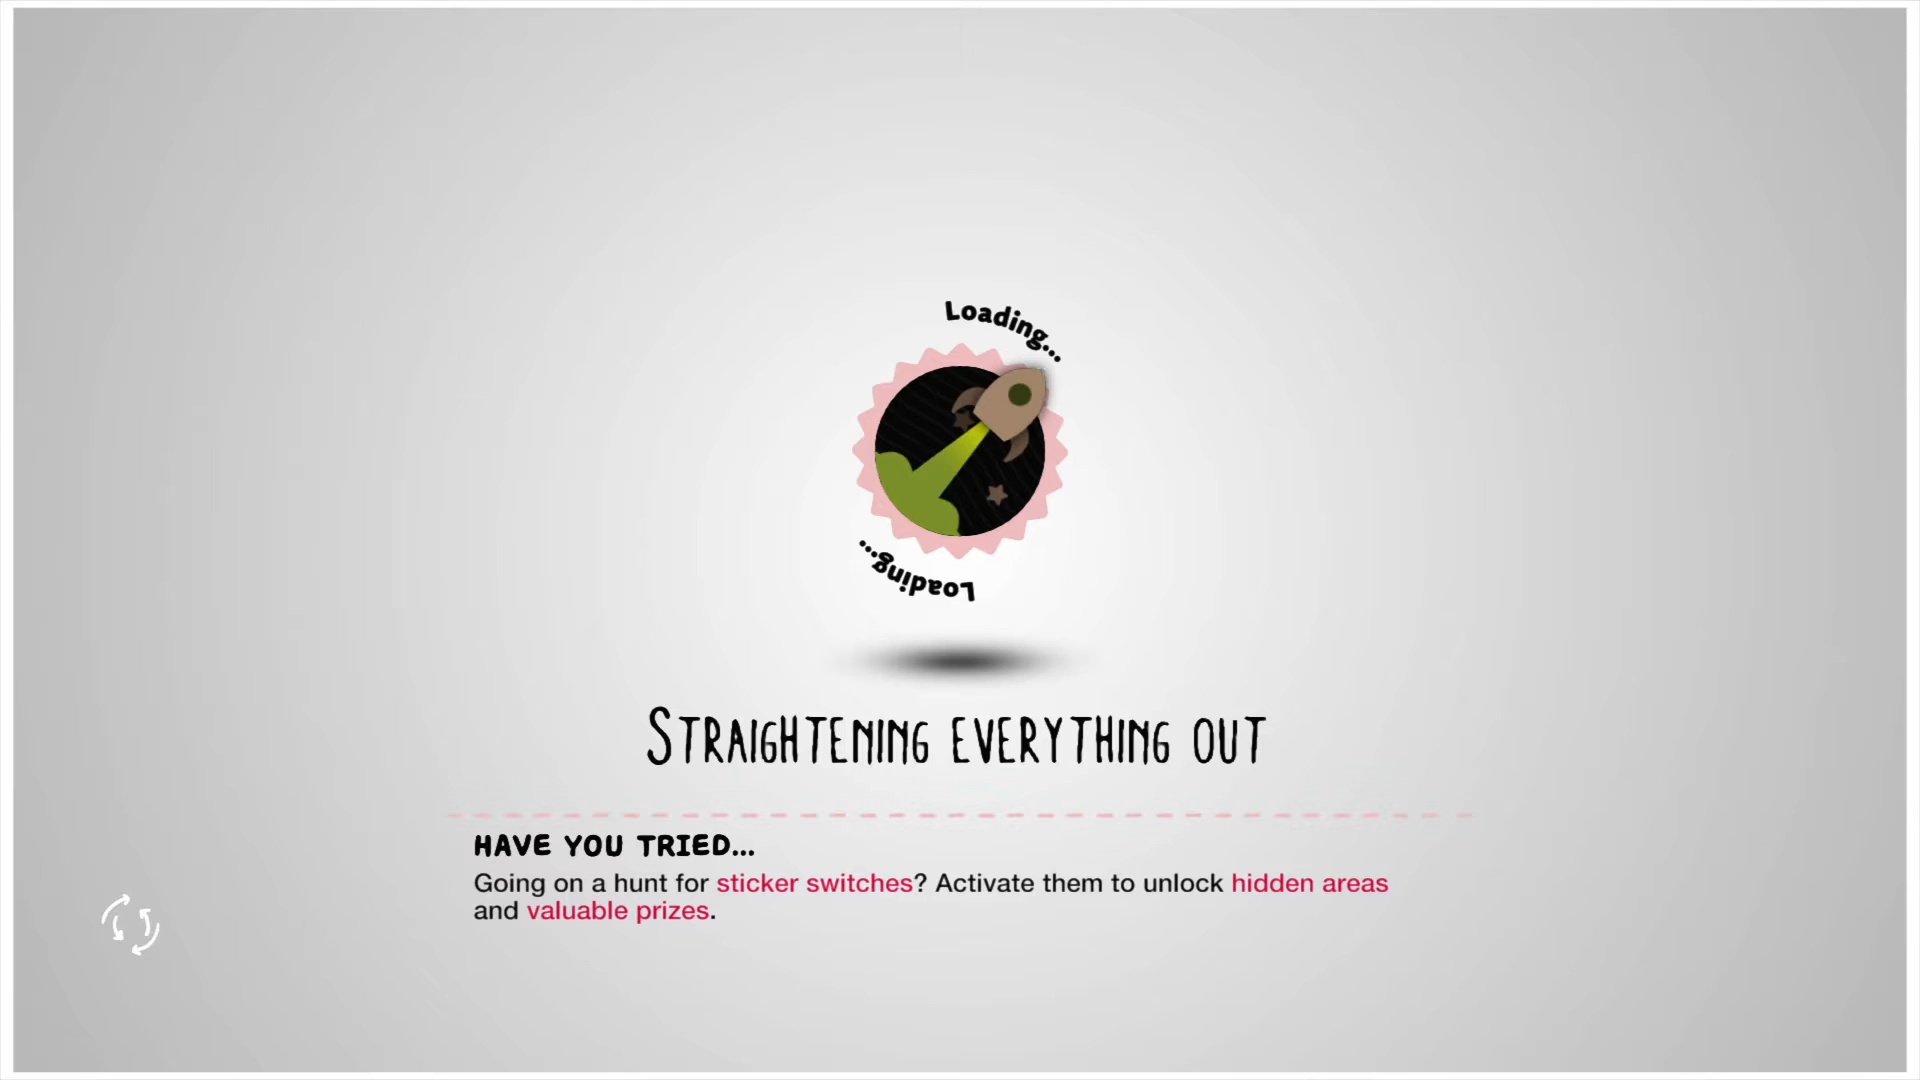 Loading...
Loading...
STRAIGHTENING EVERYTHING OUT
HAVE YOU TRIED...
Going on a hunt for sticker switches? Activate them to unlock hidden areas
and valuable prizes.